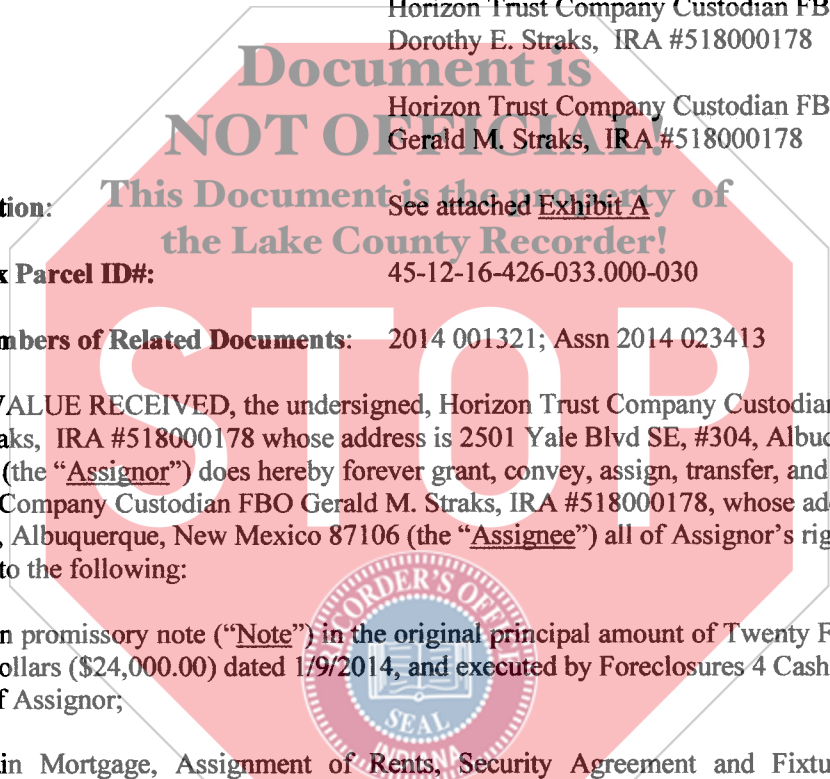 Horizon Trust Company Custodian FB
Dorothy E. Straks, IRA #518000178
Document is
Horizon Trust Company Custodian FB
NOT OFFICIAL!
Gerald M. Straks, IRA #518000178
This Document is the property of
tion: See attached Exhibit A
the Lake County Recorder!
x Parcel ID#: 45-12-16-426-033.000-030
STOP
mbers of Related Documents: 2014 001321; Assn 2014 023413
VALUE RECEIVED, the undersigned, Horizon Trust Company Custodian
aks, IRA #518000178 whose address is 2501 Yale Blvd SE, #304, Albuq
(the “Assignor”) does hereby forever grant, convey, assign, transfer, and
Company Custodian FBO Gerald M. Straks, IRA #518000178, whose ad
, Albuquerque, New Mexico 87106 (the “Assignee”) all of Assignor’s rig
to the following:
n promissory note (“Note”) in the original principal amount of Twenty F
ollars ($24,000.00) dated 1/9/2014, and executed by Foreclosures 4 Cash
f Assignor;
RECORDER'S OFFICE
SEAL
INDIANA
in Mortgage, Assignment of Rents, Security Agreement and Fixtu